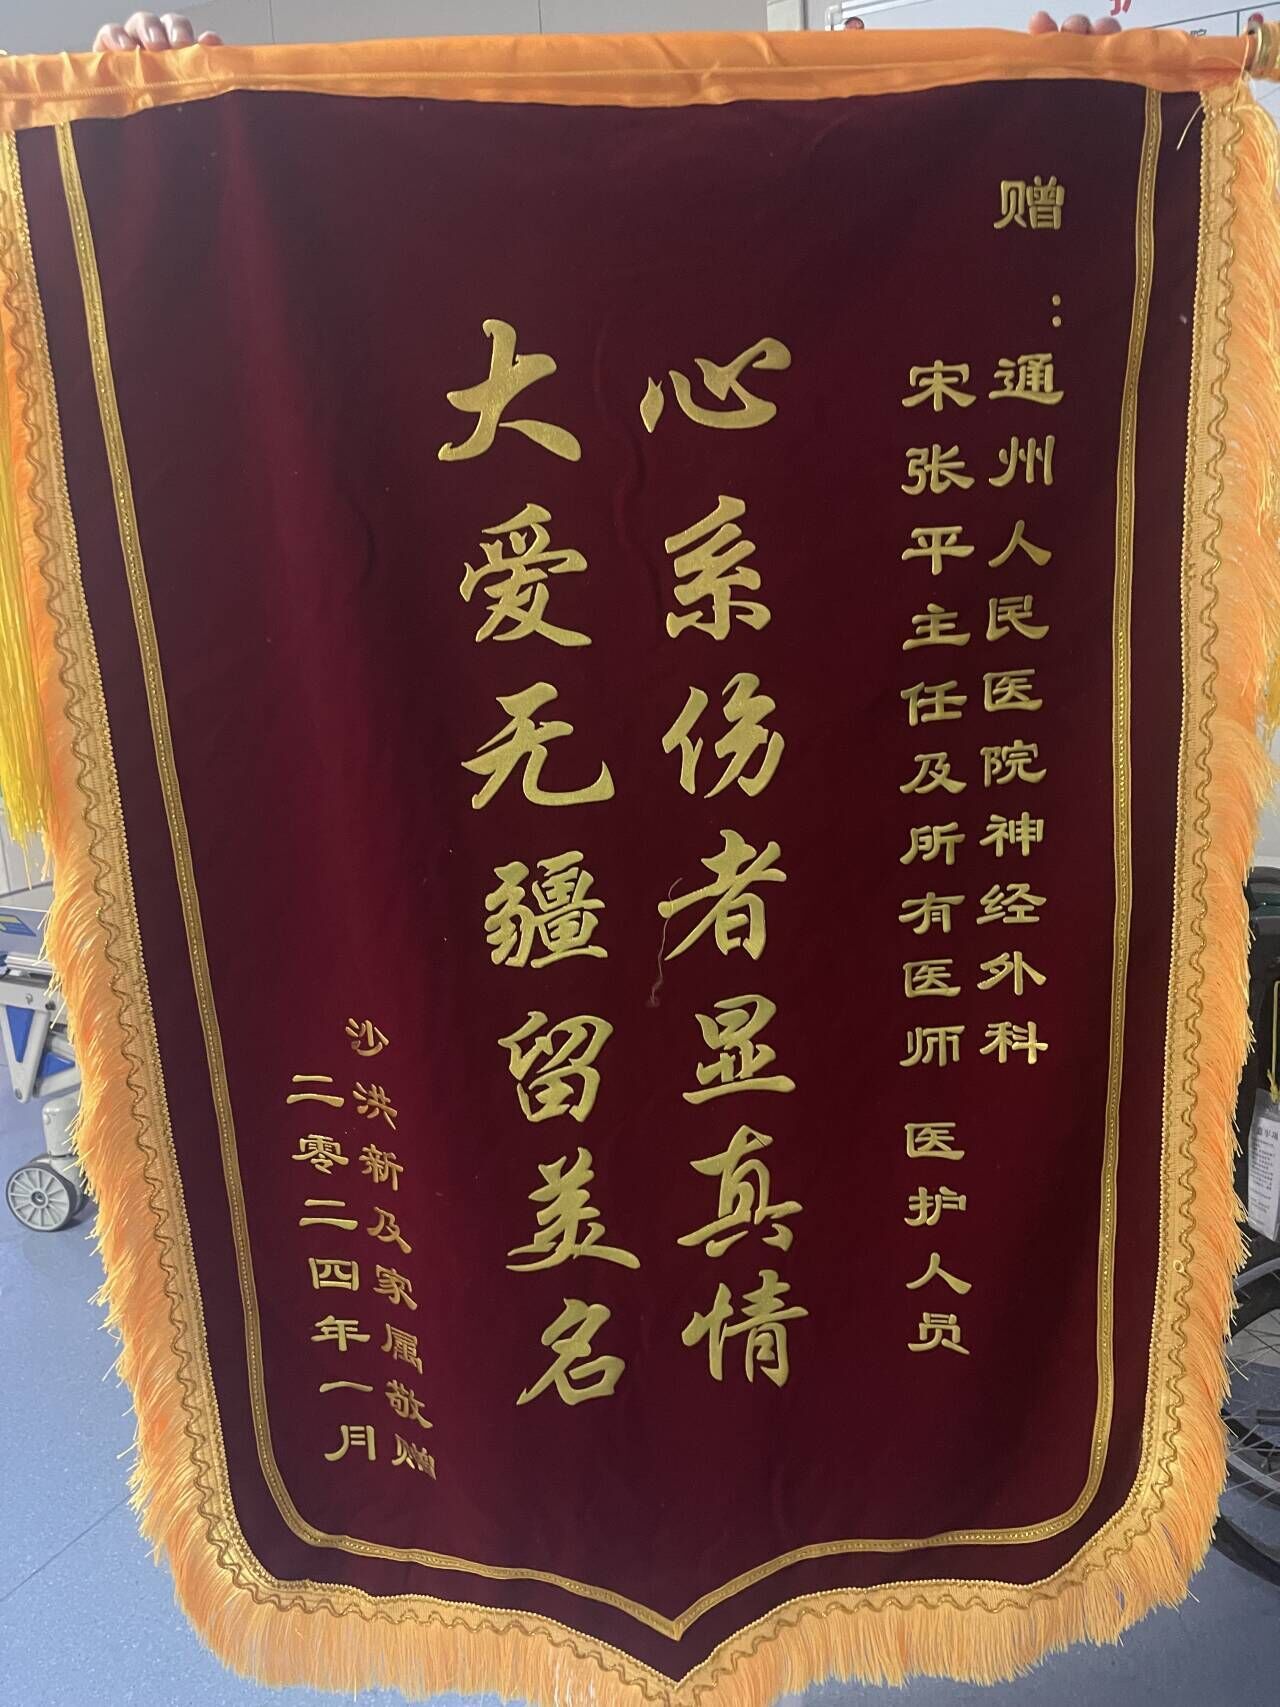 赠：通州人民医院神经外科
宋张平主任及所有医师 医护人员
心系伤者显真情
大爱无疆留美名
沙洪新及家属敬赠
二零二四年一月